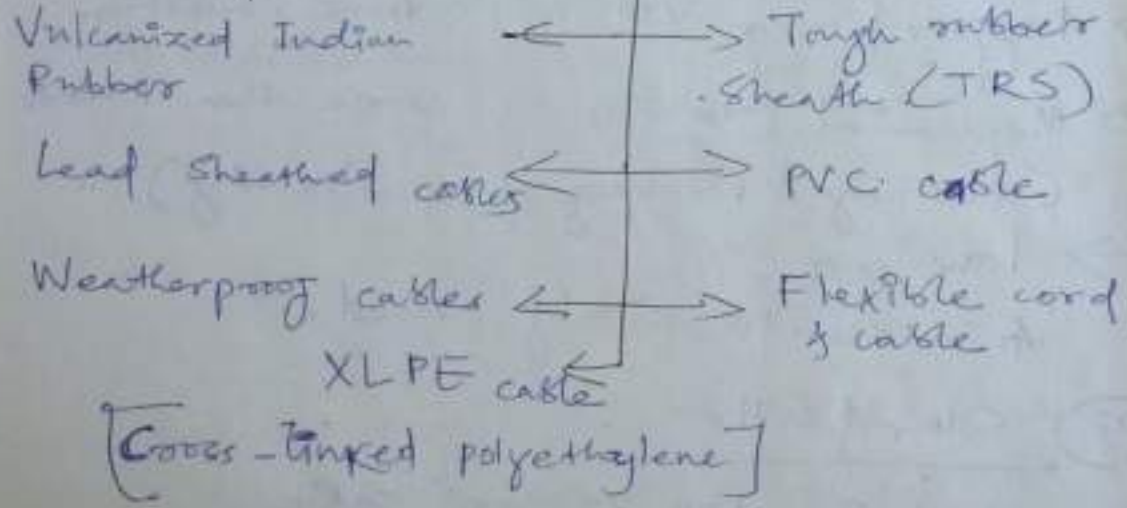 Vulcanized Indian
Rubber
Tough rubber
Sheath (TRS)
Lead Sheathed cables
PVC cable
Weatherproof cables
Flexible cord
& cable
XLPE cable
[Cross-linked polyethylene]